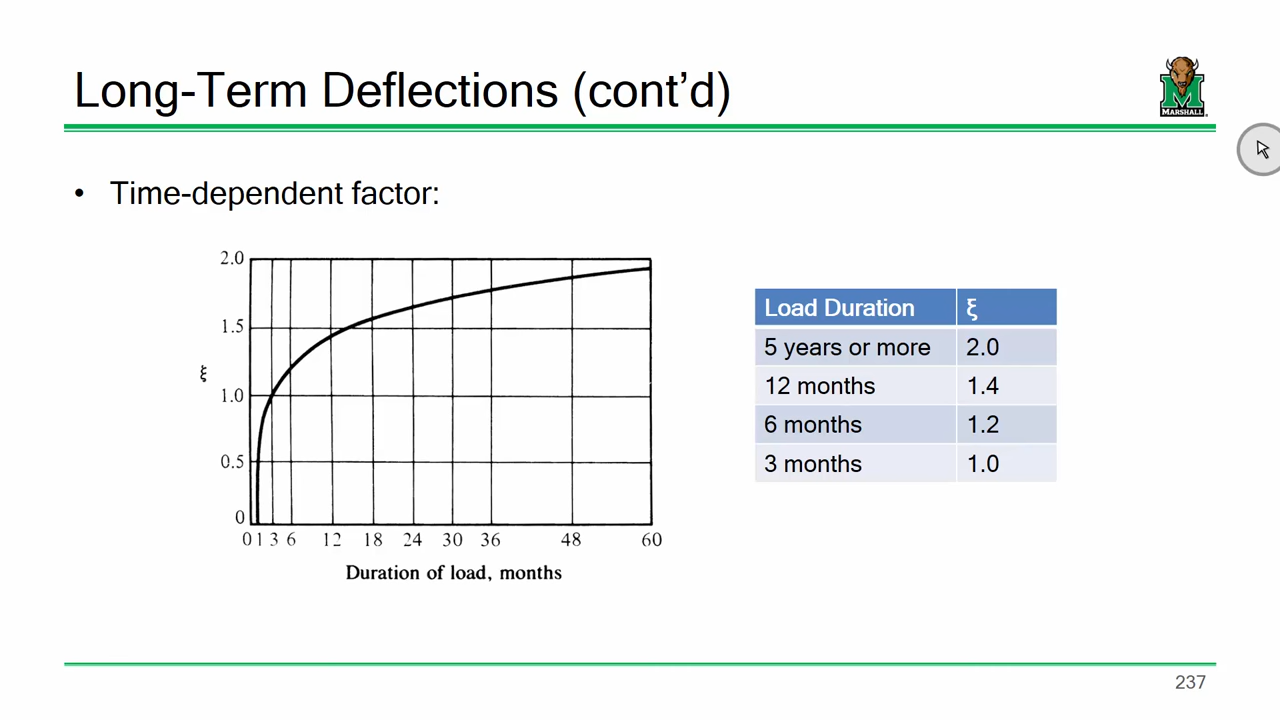 Long-Term Deflections (cont’d)
MARSHALL
• Time-dependent factor:
2.0
1.5
ξ
1.0
0.5
0
0 1 3 6 12 18 24 30 36 48 60
Duration of load, months
Load Duration ξ
5 years or more 2.0
12 months 1.4
6 months 1.2
3 months 1.0
237